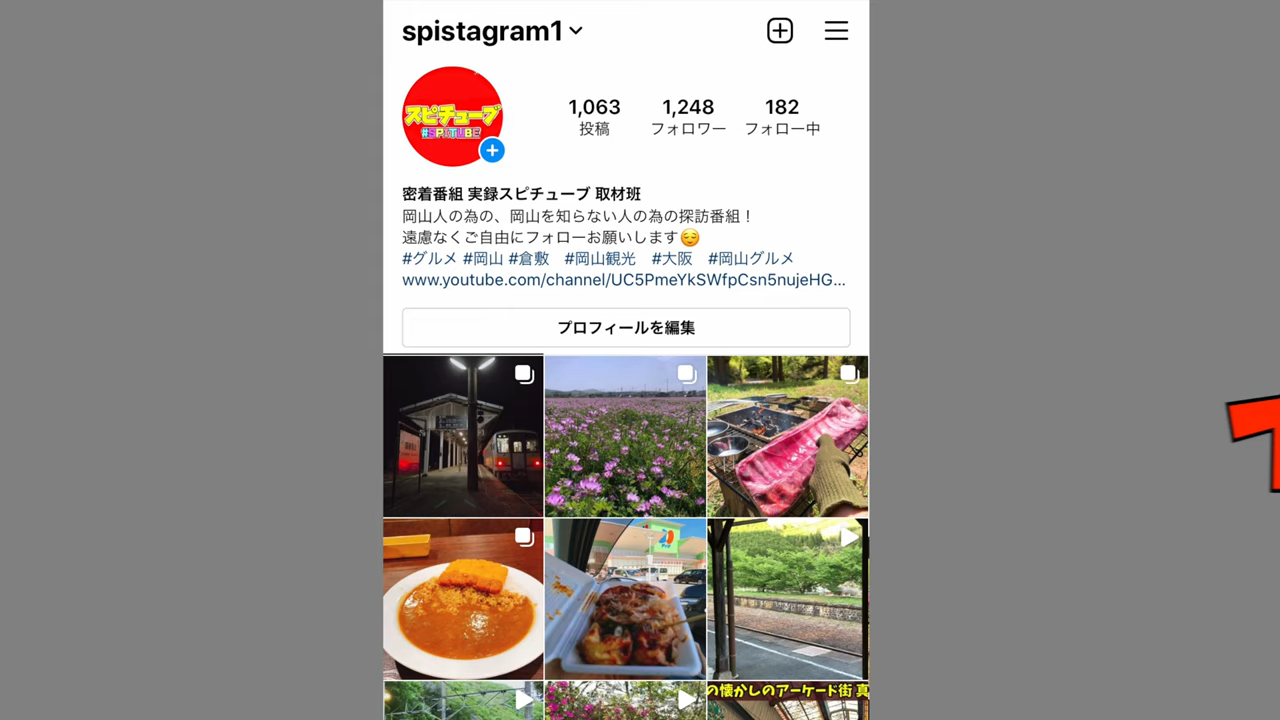 spistagram1
スピチューブ
#SPITUBE
1,063
投稿
1,248
フォロワー
182
フォロー中
密着番組 実録スピチューブ 取材班
岡山人の為の、岡山を知らない人の為の探訪番組！
遠慮なくご自由にフォローお願いします😌
#グルメ #岡山 #倉敷　#岡山観光　#大阪　#岡山グルメ
www.youtube.com/channel/UC5PmeYkSWfpCsn5nujeHG...
プロフィールを編集
の懐かしのアーケード街 真